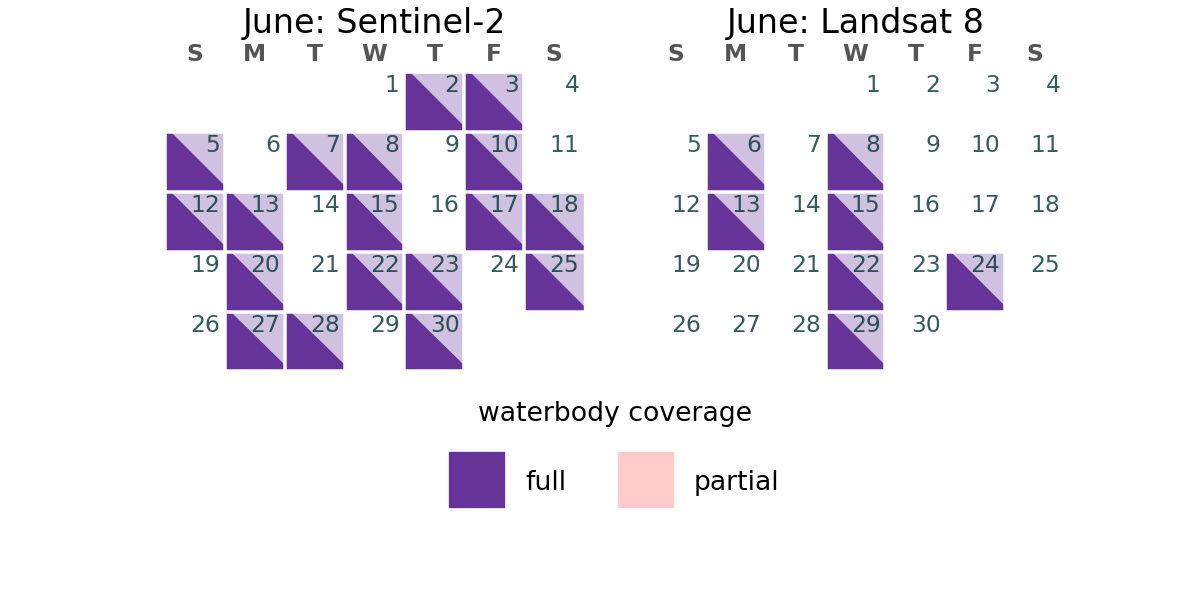 June: Sentinel-2
S M T W T F S
1 2 3 4
5 6 7 8 9 10 11
12 13 14 15 16 17 18
19 20 21 22 23 24 25
26 27 28 29 30
June: Landsat 8
S M T W T F S
1 2 3 4
5 6 7 8 9 10 11
12 13 14 15 16 17 18
19 20 21 22 23 24 25
26 27 28 29 30
waterbody coverage
full partial